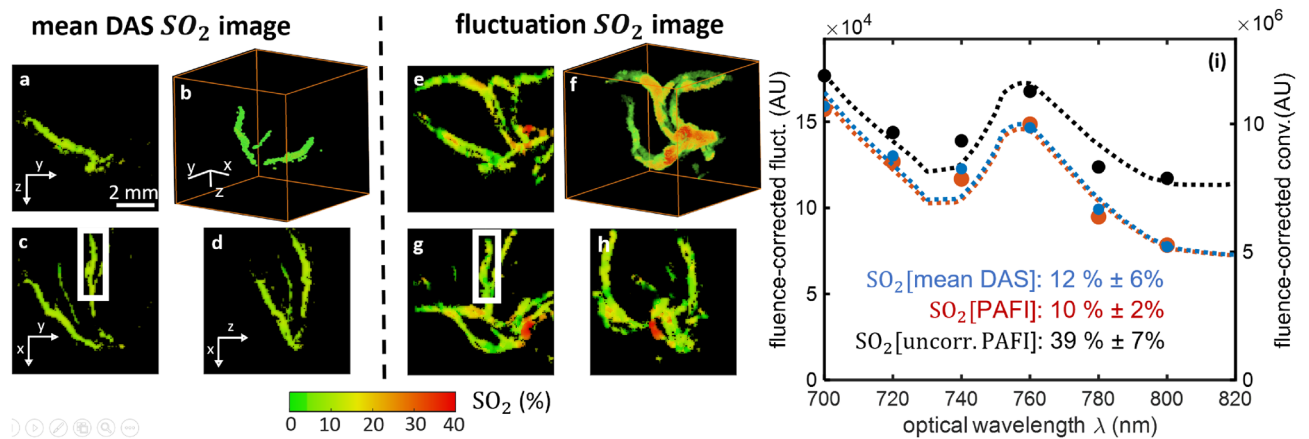 mean DAS SO2 image
fluctuation SO2 image
a
y
z
2 mm
b
y
x
z
c
y
x
d
z
x
e
f
g
h
SO2 (%)
0 10 20 30 40
×10^4
×10^6
(i)
fluence-corrected fluct. (AU)
15
10
5
0
SO2[mean DAS]: 12 % ± 6%
SO2[PAFI]: 10 % ± 2%
SO2[uncorr. PAFI]: 39 % ± 7%
10
5
0
fluence-corrected conv.(AU)
700 720 740 760 780 800 820
optical wavelength λ (nm)